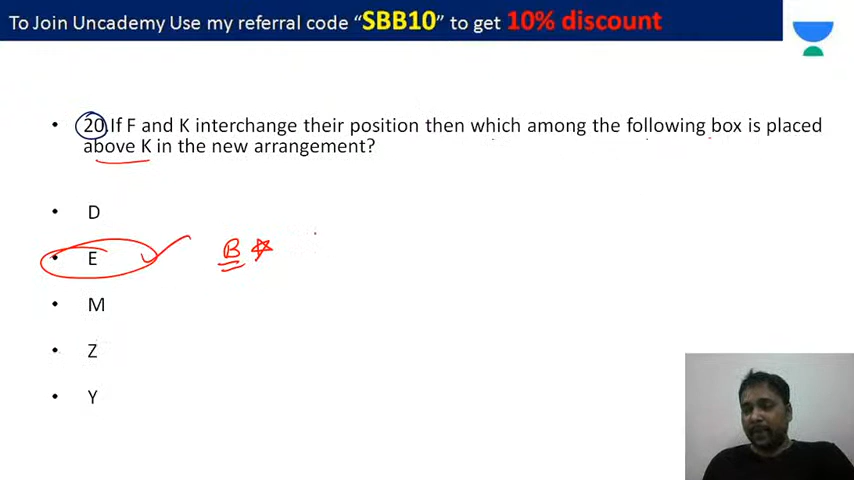 To Join Uncademy Use my referral code “SBB10” to get 10% discount
• 20.If F and K interchange their position then which among the following box is placed
above K in the new arrangement?
• D
• E
B
• M
• Z
• Y